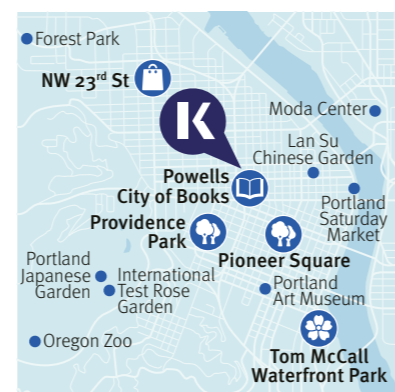 Forest Park
NW 23rd St
K
Moda Center
Lan Su
Chinese Garden
Powells
City of Books
Portland
Saturday
Market
Providence
Park
Pioneer Square
Portland
Japanese
Garden
International
Test Rose
Garden
Portland
Art Museum
Oregon Zoo
Tom McCall
Waterfront Park